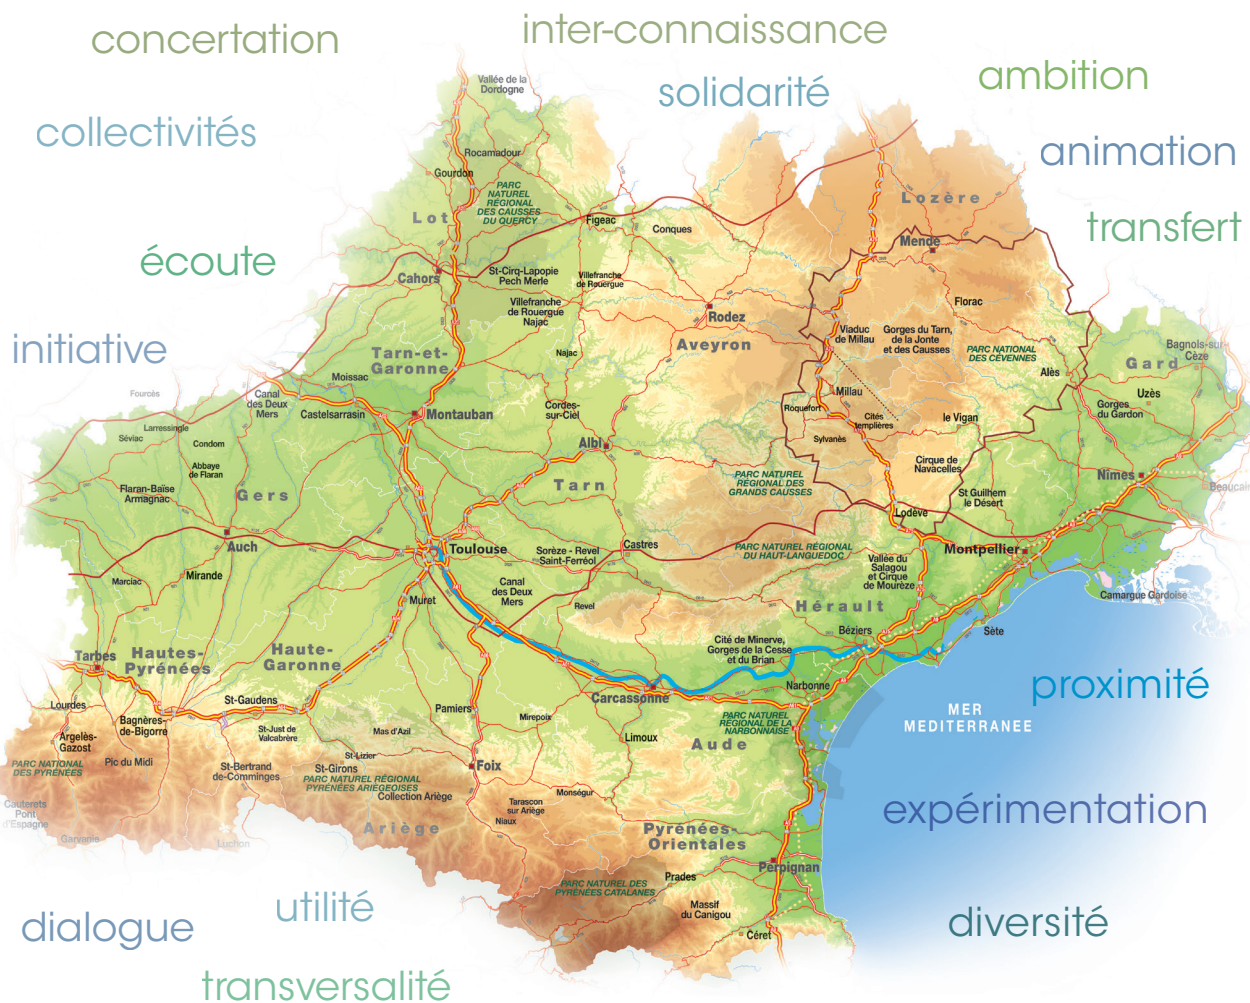 concertation
inter-connaissance
ambition
solidarité
collectivités
animation
transfert
écoute
initiative
Vallée de la
Dordogne
Rocamadour
Gourdon
PARC
NATUREL
RÉGIONAL
DES CAUSSES
DU QUERCY
Lot
Figeac
Conques
Lozère
Mende
Cahors
St-Cirq-Lapopie
Pech Merle
Villefranche
de Rouergue
Villefranche
de Rouergue
Najac
Rodez
Aveyron
Florac
Viaduc
de Millau
Gorges du Tarn,
de la Jonte
et des Causses
PARC NATIONAL
DES CÉVENNES
Bagnols-sur-
Cèze
Gard
Tarn-et-
Garonne
Najac
Moissac
Alès
Uzès
Fourcès
Canal
des Deux
Mers
Castelsarrasin
Montauban
Cordes-
sur-Ciel
Millau
Roquefort
Cités
templières
le Vigan
Gorges
du Gardon
Larressingle
Séviac
Condom
Albi
Sylvanès
Abbaye
de Flaran
Cirque de
Navacelles
Nîmes
Flaran-Baïse
Armagnac
Gers
Tarn
PARC NATUREL
RÉGIONAL DES
GRANDS CAUSSES
St Guilhem
le Désert
Beaucaire
Lodève
Auch
Toulouse
Sorèze - Revel
Saint-Ferréol
Castres
PARC NATUREL RÉGIONAL
DU HAUT-LANGUEDOC
Montpellier
Vallée du
Salagou
et Cirque
de Mourèze
Marciac
Mirande
Canal
des Deux
Mers
Camargue Gardoise
Muret
Revel
Hérault
Béziers
Sète
Tarbes
Hautes-
Pyrénées
Haute-
Garonne
Cité de Minerve,
Gorges de la Cesse
et du Brian
proximité
Carcassonne
Narbonne
Lourdes
St-Gaudens
Pamiers
Mirepoix
MER
MEDITERRANEE
Bagnères-
de-Bigorre
St-Just de
Valcabrère
Mas d'Azil
Limoux
PARC NATUREL
RÉGIONAL DE LA
NARBONNAISE
Aude
Argelès-
Gazost
PARC NATIONAL
DES PYRÉNÉES
Pic du Midi
St-Bertrand
de-Comminges
St-Lizier
St-Girons
Foix
PARC NATUREL RÉGIONAL
PYRÉNÉES ARIÉGEOISES
Collection Ariège
Tarascon
sur Ariège
Monségur
Niaux
Cauterets
Pont
d'Espagne
Gavarnie
Luchon
Ariège
Pyrénées-
Orientales
expérimentation
Perpignan
Prades
PARC NATUREL DES
PYRÉNÉES CATALANES
Massif
du Canigou
Céret
utilité
dialogue
diversité
transversalité